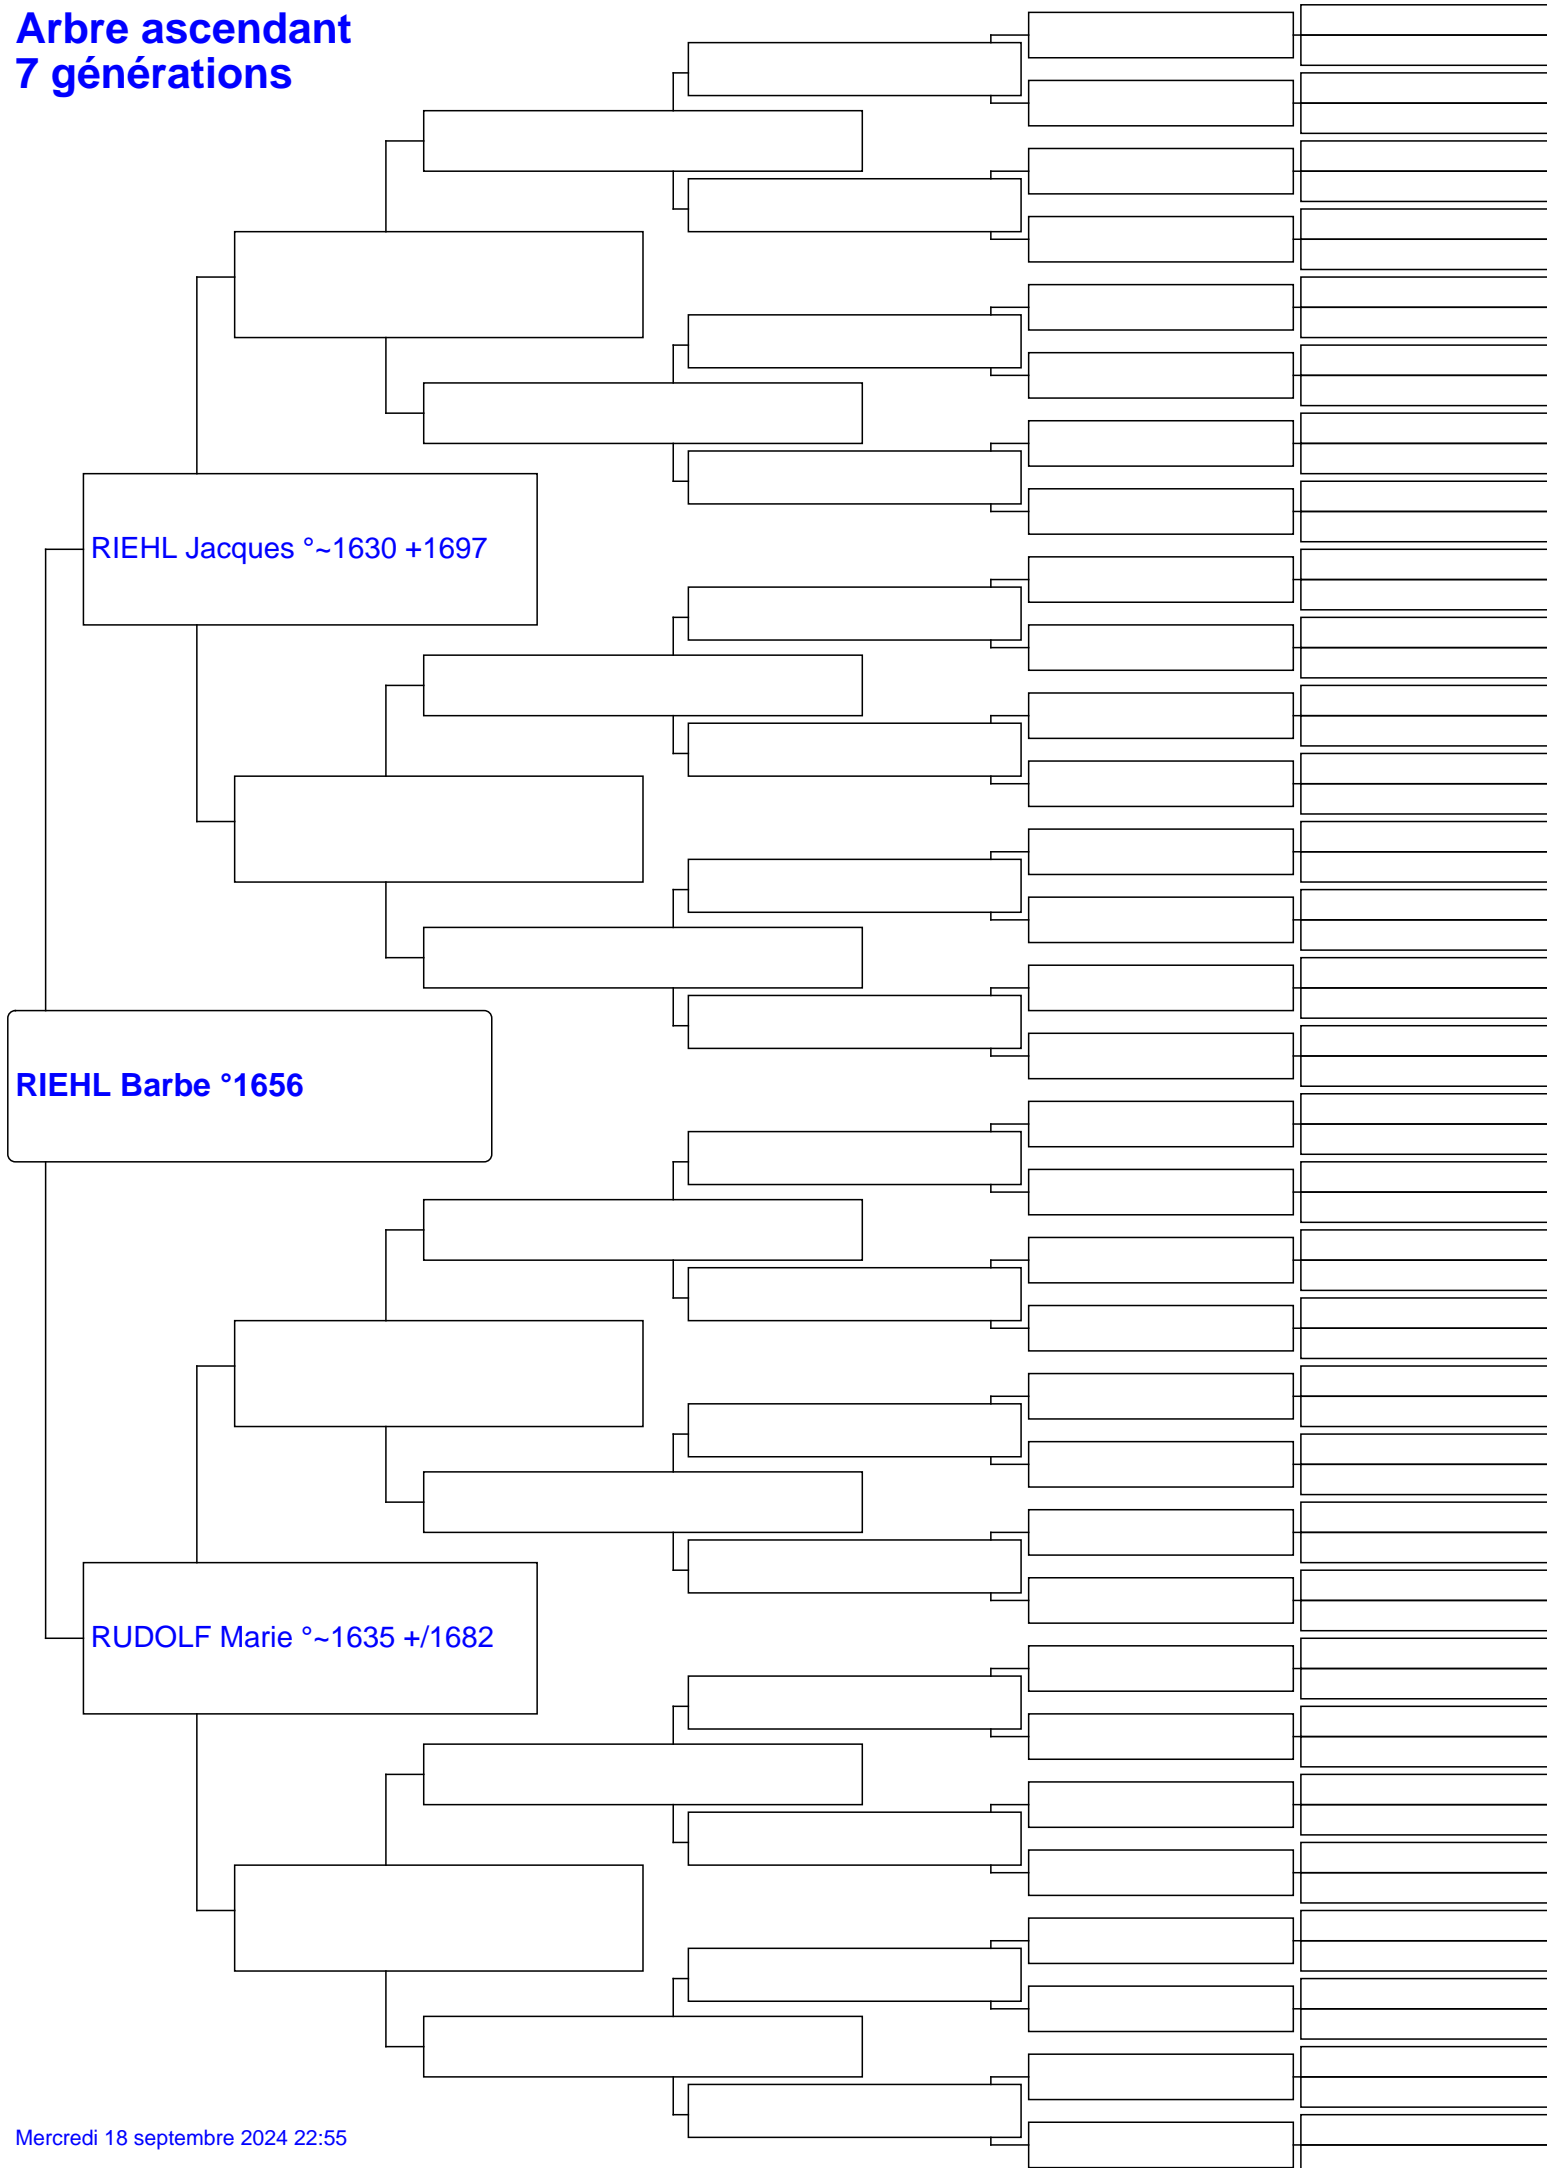 Arbre ascendant
7 générations
RIEHL Jacques °~1630 +1697
RIEHL Barbe °1656
RUDOLF Marie °~1635 +/1682
Mercredi 18 septembre 2024 22:55